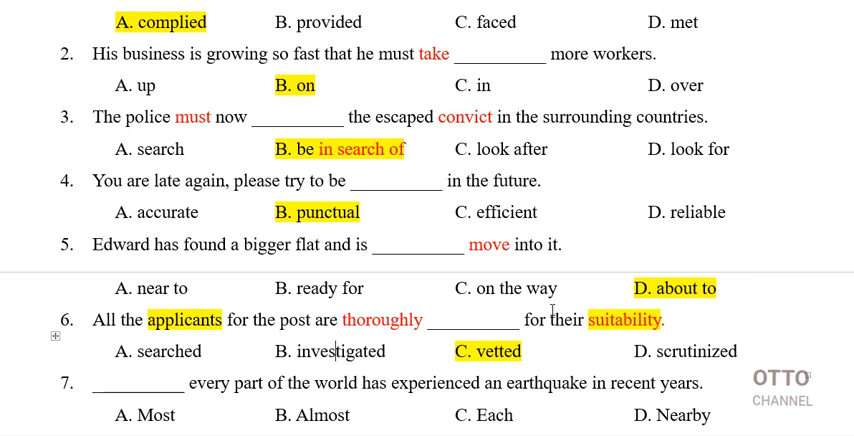 A. complied B. provided C. faced D. met
2. His business is growing so fast that he must take __________ more workers.
A. up B. on C. in D. over
3. The police must now __________ the escaped convict in the surrounding countries.
A. search B. be in search of C. look after D. look for
4. You are late again, please try to be __________ in the future.
A. accurate B. punctual C. efficient D. reliable
5. Edward has found a bigger flat and is __________ move into it.
A. near to B. ready for C. on the way D. about to
6. All the applicants for the post are thoroughly __________ for their suitability.
A. searched B. investigated C. vetted D. scrutinized
7. __________ every part of the world has experienced an earthquake in recent years.
A. Most B. Almost C. Each D. Nearby
OTTO
CHANNEL